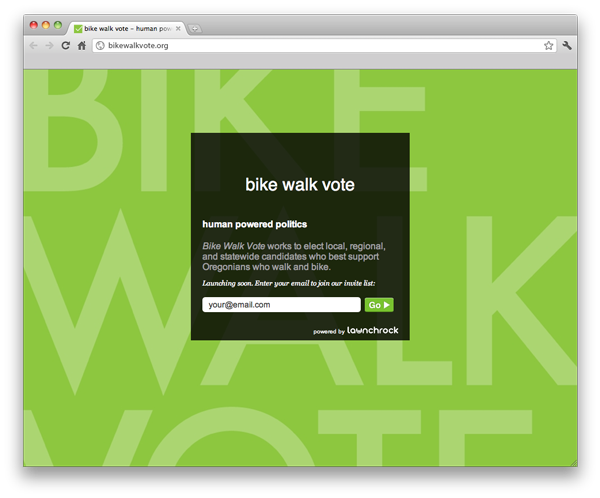 bike walk vote – human pow
bikewalkvote.org
BIKE
WALK
VOTE
bike walk vote
human powered politics
Bike Walk Vote works to elect local, regional,
and statewide candidates who best support
Oregonians who walk and bike.
Launching soon. Enter your email to join our invite list:
your@email.com
Go
powered by launchrock